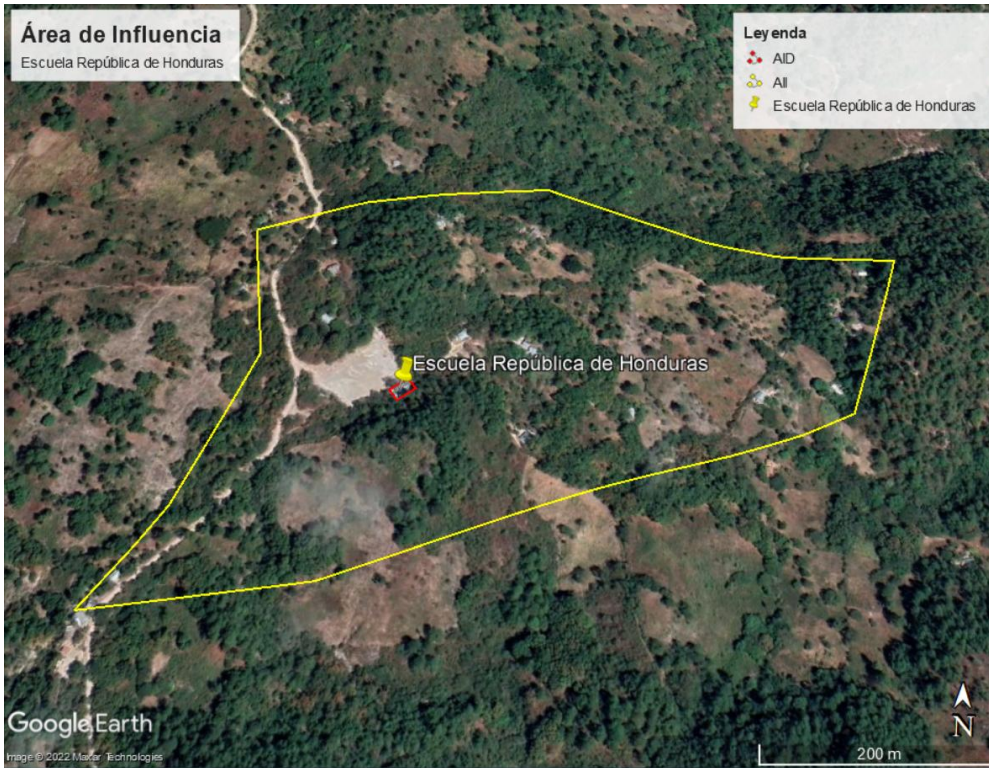 Área de Influencia
Escuela República de Honduras
Leyenda
AID
AII
Escuela República de Honduras
Escuela República de Honduras
Google Earth
Image © 2022 Maxar Technologies
N
200 m